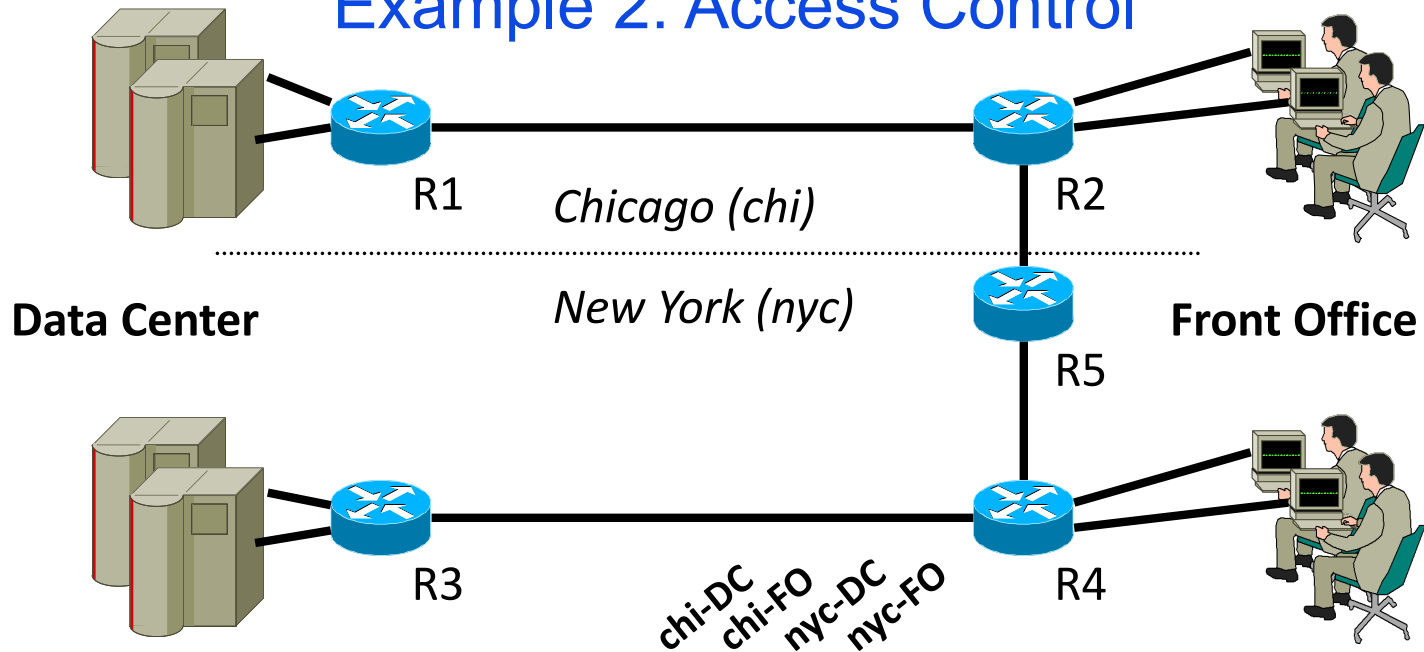 Example 2: Access Control
R1
R2
Chicago (chi)
New York (nyc)
Data Center
Front Office
R5
R3
R4
chi-DC
chi-FO
nyc-DC
nyc-FO